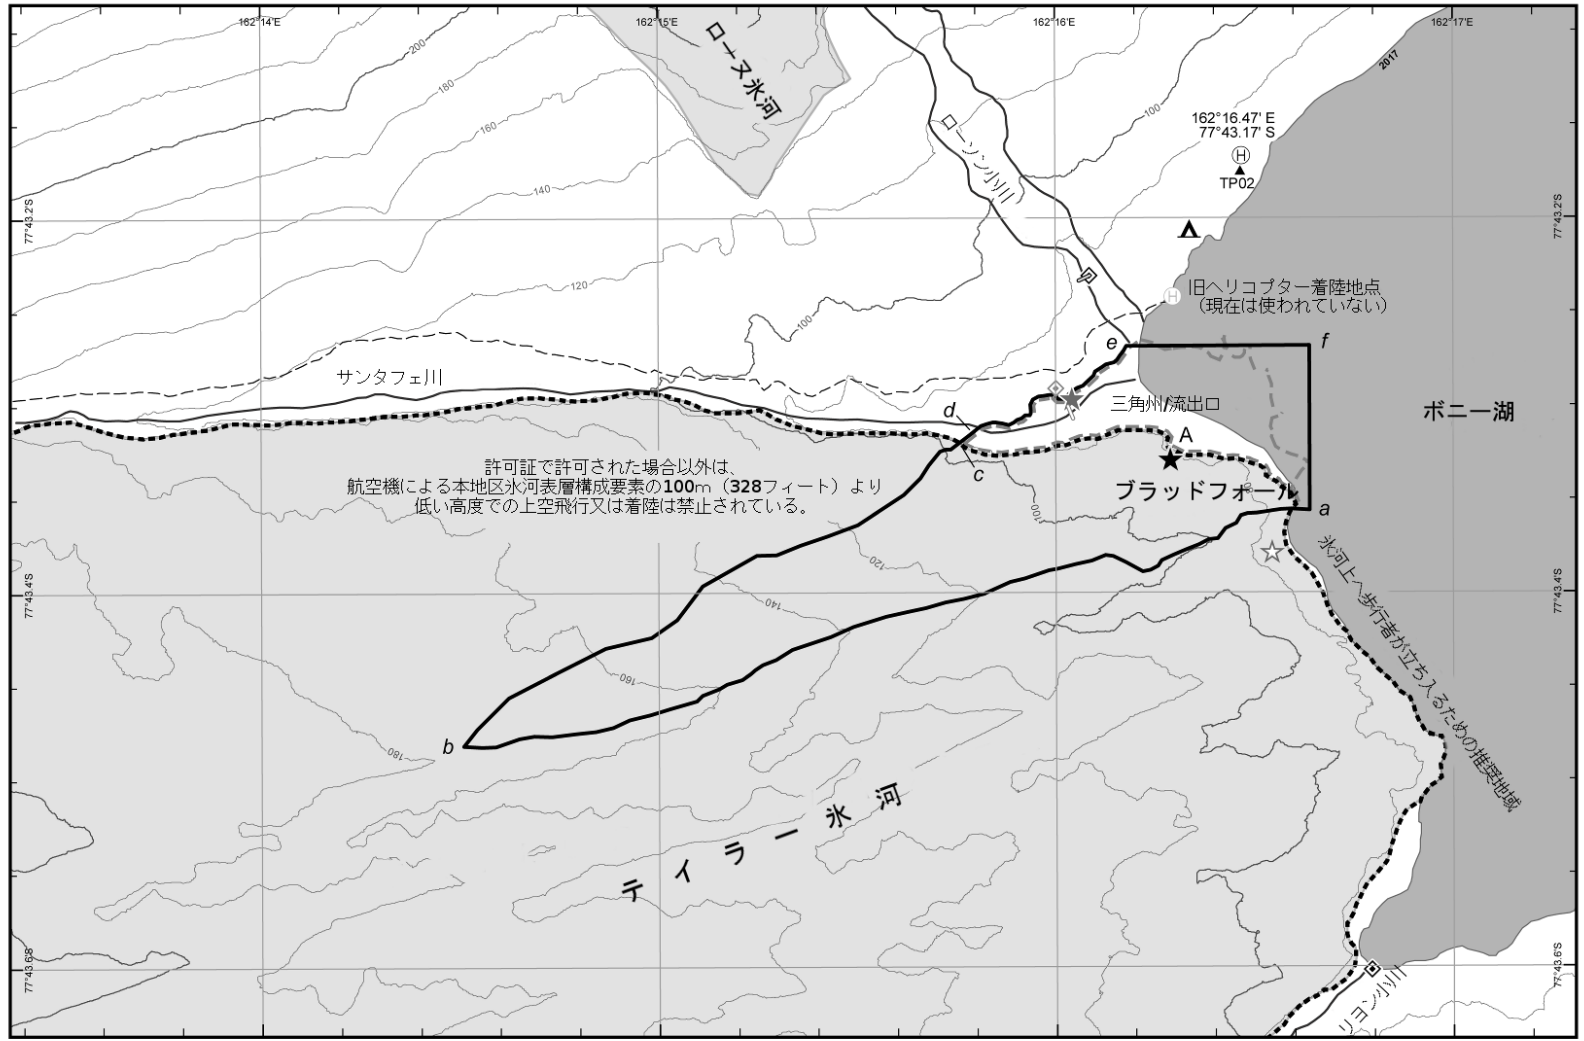 162°14'E
162°15'E
162°16'E
162°17'E
2017
200
180
160
140
120
100
100
ローヌ氷河
ローソン小川
162°16.47' E
77°43.17' S
H
TP02
77°43.2'S
77°43.2'S
H
旧ヘリコプター着陸地点
（現在は使われていない）
e
f
サンタフェ川
d
三角州/流出口
ボニー湖
A
c
許可証で許可された場合以外は、
航空機による本地区氷河表層構成要素の100m（328フィート）より
低い高度での上空飛行又は着陸は禁止されている。
ブラッドフォール
a
100
120
140
160
180
氷河上へ歩行者が立ち入るための推奨地域
77°43.4'S
77°43.4'S
b
テイラー氷河
77°43.6'S
77°43.6'S
リヨン小川